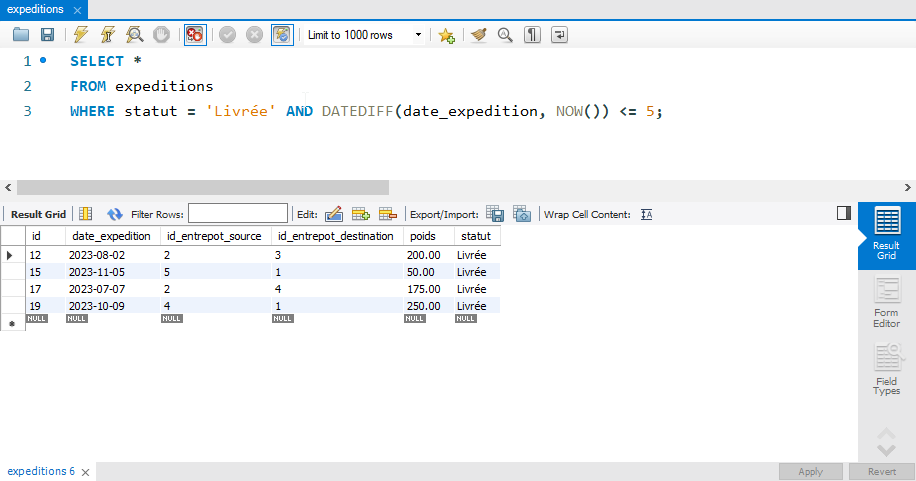 expeditions
Limit to 1000 rows
1 SELECT *
2 FROM expeditions
3 WHERE statut = 'Livrée' AND DATEDIFF(date_expedition, NOW()) <= 5;
Result Grid Filter Rows: Edit: Export/Import: Wrap Cell Content:
id date_expedition id_entrepot_source id_entrepot_destination poids statut
12 2023-08-02 2 3 200.00 Livrée
15 2023-11-05 5 1 50.00 Livrée
17 2023-07-07 2 4 175.00 Livrée
19 2023-10-09 4 1 250.00 Livrée
NULL NULL NULL NULL NULL NULL
Result
Grid
Form
Editor
Field
Types
expeditions 6
Apply Revert